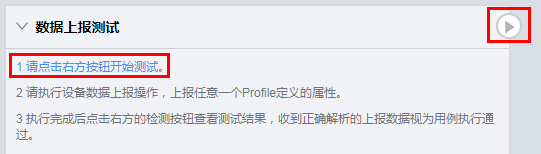 数据上报测试
1 请点击右方按钮开始测试。
2 请执行设备数据上报操作，上报任意一个Profile定义的属性。
3 执行完成后点击右方的检测按钮查看测试结果，收到正确解析的上报数据视为用例执行通
过。